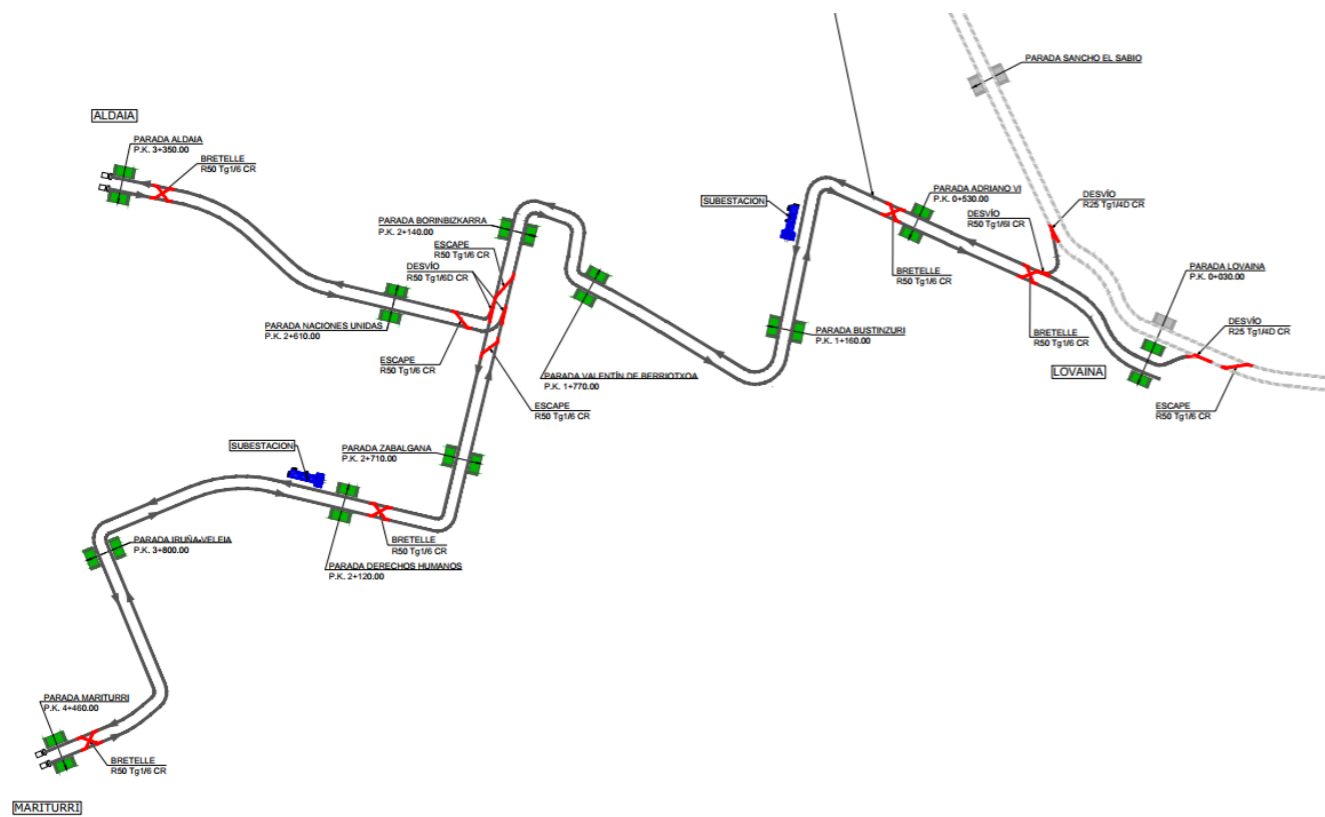 PARADA SANCHO EL SABIO
ALDAIA
PARADA ALDAIA
P.K. 3+350.00
BRETELLE
R50 Tg1/6 CR
PARADA BORINBIZKARRA
P.K. 2+140.00
ESCAPE
R50 Tg1/6 CR
DESVÍO
R50 Tg1/6D CR
SUBESTACION
PARADA ADRIANO VI
P.K. 0+530.00
DESVÍO
R50 Tg/1/6I CR
DESVÍO
R25 Tg1/4D CR
BRETELLE
R50 Tg1/6 CR
PARADA LOVAINA
P.K. 0+030.00
PARADA NACIONES UNIDAS
P.K. 2+610.00
ESCAPE
R50 Tg1/6 CR
PARADA BUSTINZURI
P.K. 1+160.00
BRETELLE
R50 Tg1/6 CR
DESVÍO
R25 Tg1/4D CR
LOVAINA
PARADA VALENTÍN DE BERRIOTXOA
P.K. 1+770.00
ESCAPE
R50 Tg1/6 CR
ESCAPE
R50 Tg1/6 CR
SUBESTACION
PARADA ZABALGANA
P.K. 2+710.00
PARADA IRUÑA-VELEIA
P.K. 3+800.00
BRETELLE
R50 Tg1/6 CR
PARADA DERECHOS HUMANOS
P.K. 2+120.00
PARADA MARITURRI
P.K. 4+460.00
BRETELLE
R50 Tg1/6 CR
MARITURRI